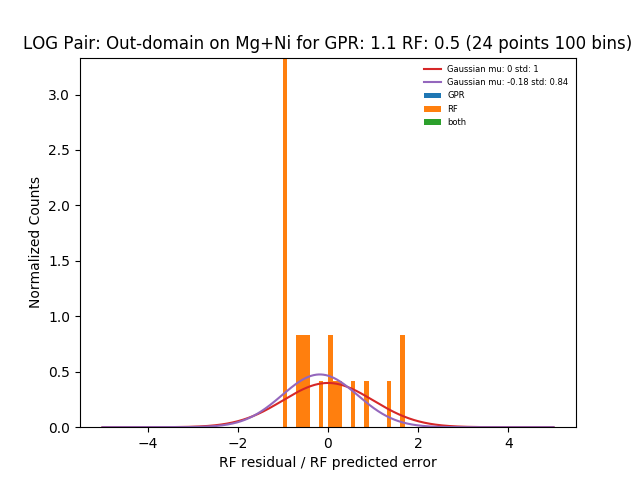 LOG Pair: Out-domain on Mg+Ni for GPR: 1.1 RF: 0.5 (24 points 100 bins)
Gaussian mu: 0 std: 1
Gaussian mu: -0.18 std: 0.84
GPR
RF
both
Normalized Counts
3.0
2.5
2.0
1.5
1.0
0.5
0.0
−4
−2
0
2
4
RF residual / RF predicted error